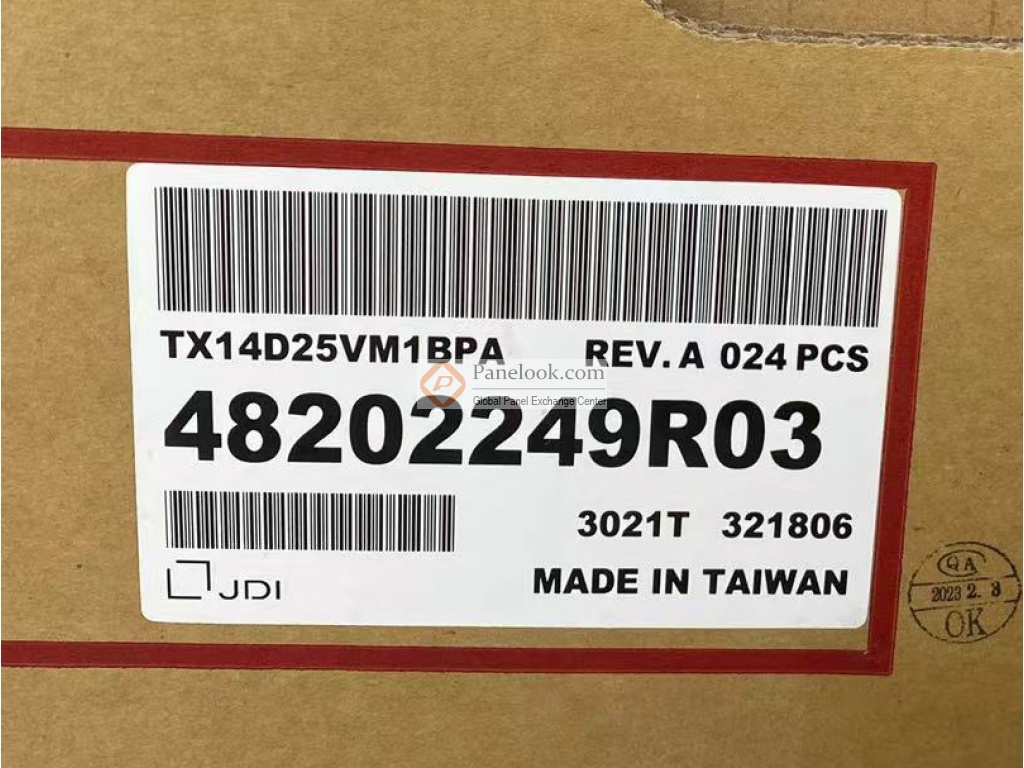 TX14D25VM1BPA REV. A 024 PCS
Panelook.com
Global Panel Exchange Center
48202249R03
3021T 321806
JDI
MADE IN TAIWAN
QA
2023 2. 3
OK